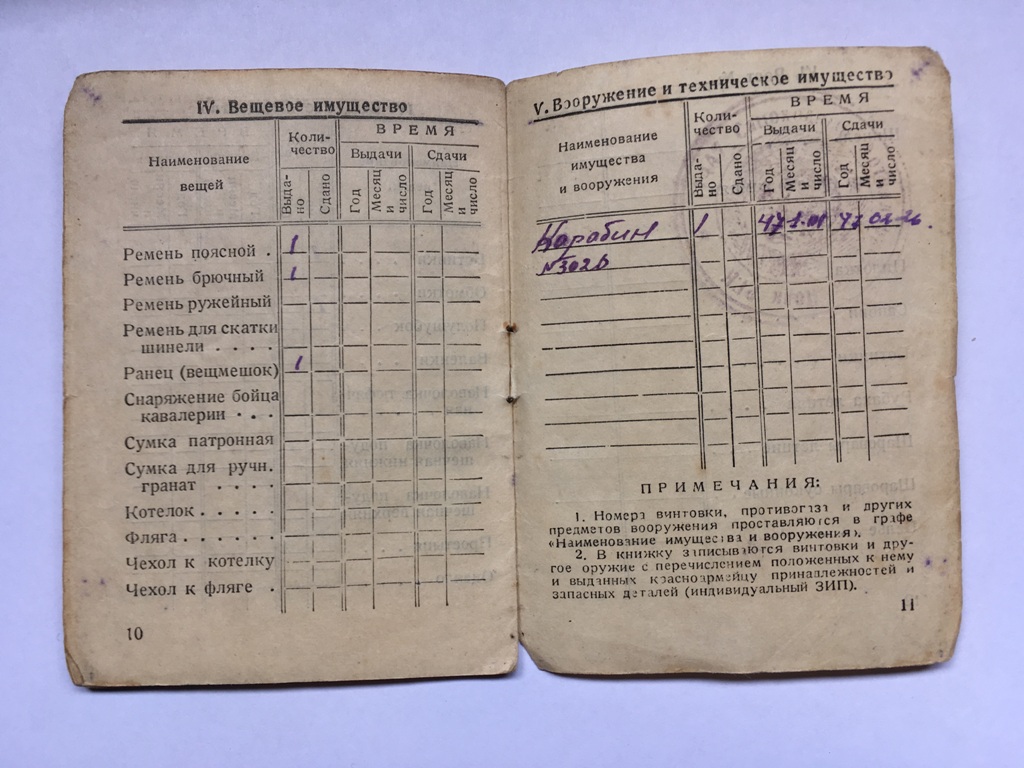 IV. Вещевое имущество
Наименование
вещей
Коли-
чество
ВРЕМЯ
Выдачи
Сдачи
Выда-
но
Сдано
Год
Месяц
и
число
Год
Месяц
и
число
Ремень поясной . 1
Ремень брючный 1
Ремень ружейный
Ремень для скатки
шинели . . . .
Ранец (вещмешок) 1
Снаряжение бойца
кавалерии . . .
Сумка патронная
Сумка для ручн.
гранат . . . .
Котелок . . . . .
Фляга . . . . . .
Чехол к котелку
Чехол к фляге .
10
V. Вооружение и техническое имущество
Наименование
имущества
и вооружения
Коли-
чество
ВРЕМЯ
Выдачи
Сдачи
Выда-
но
Сдано
Год
Месяц
и
число
Год
Месяц
и
число
Карабин 1 47 47
ПРИМЕЧАНИЯ:
1. Номера винтовки, противогаза и других
предметов вооружения проставляются в графе
«Наименование имущества и вооружения».
2. В книжку записываются винтовки и дру-
гое оружие с перечислением положенных к нему
и выданных красноармейцу принадлежностей и
запасных деталей (индивидуальный ЗИП).
11